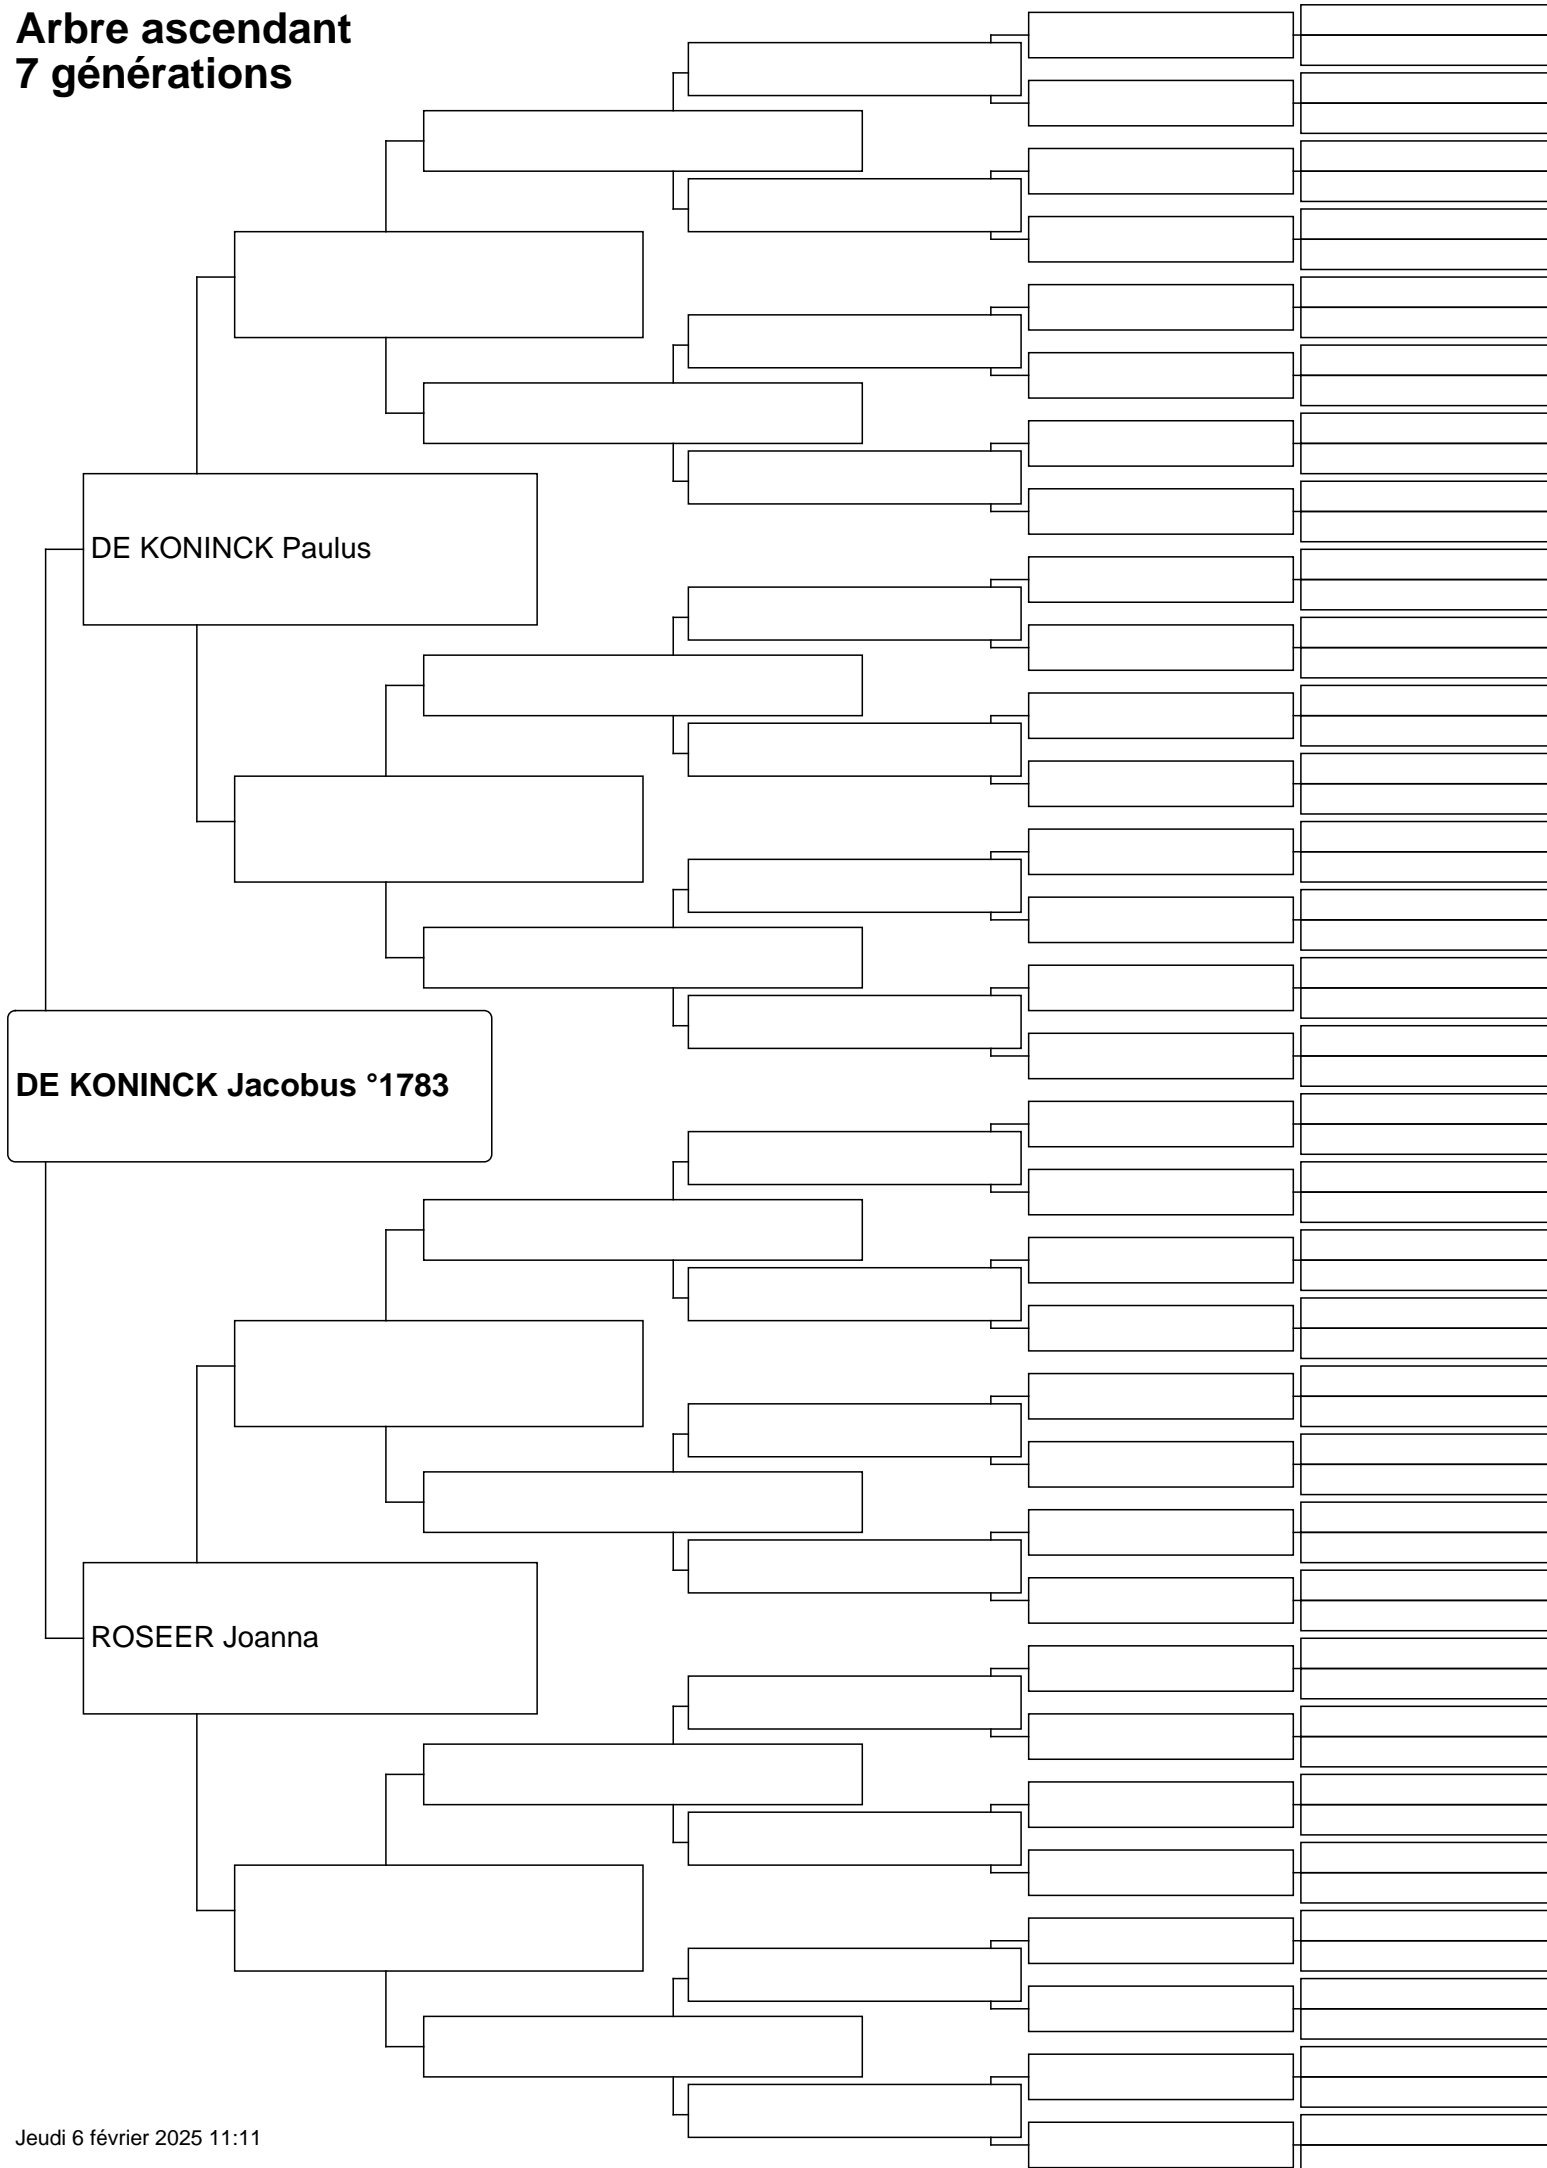 Arbre ascendant
7 générations
DE KONINCK Paulus
DE KONINCK Jacobus °1783
ROSEER Joanna
Jeudi 6 février 2025 11:11